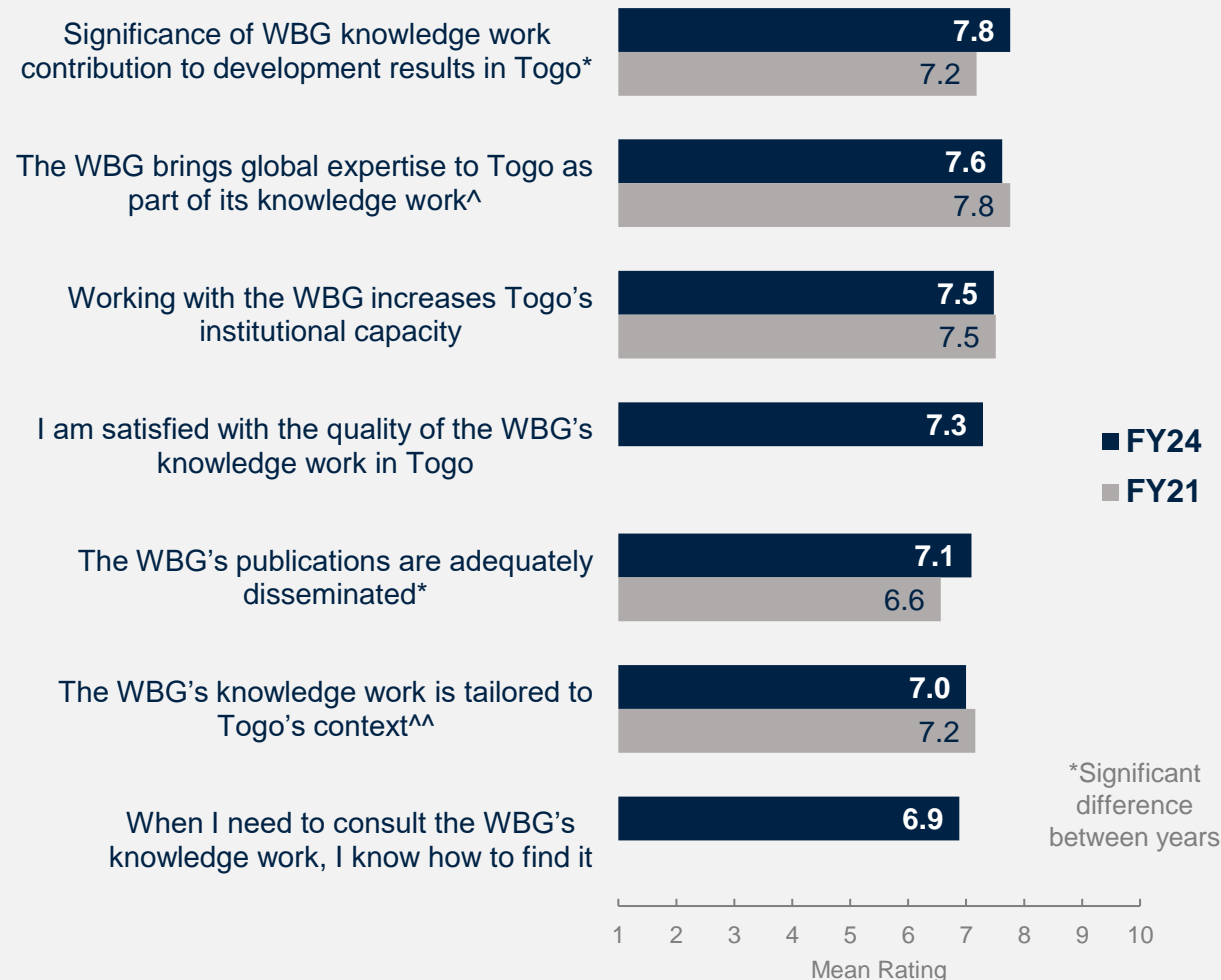 Significance of WBG knowledge work
contribution to development results in Togo*
7.8
7.2
The WBG brings global expertise to Togo as
part of its knowledge work^
7.6
7.8
Working with the WBG increases Togo’s
institutional capacity
7.5
7.5
I am satisfied with the quality of the WBG’s
knowledge work in Togo
7.3
FY24
FY21
The WBG’s publications are adequately
disseminated*
7.1
6.6
The WBG’s knowledge work is tailored to
Togo’s context^^
7.0
7.2
*Significant
difference
between years
When I need to consult the WBG’s
knowledge work, I know how to find it
6.9
1 2 3 4 5 6 7 8 9 10
Mean Rating